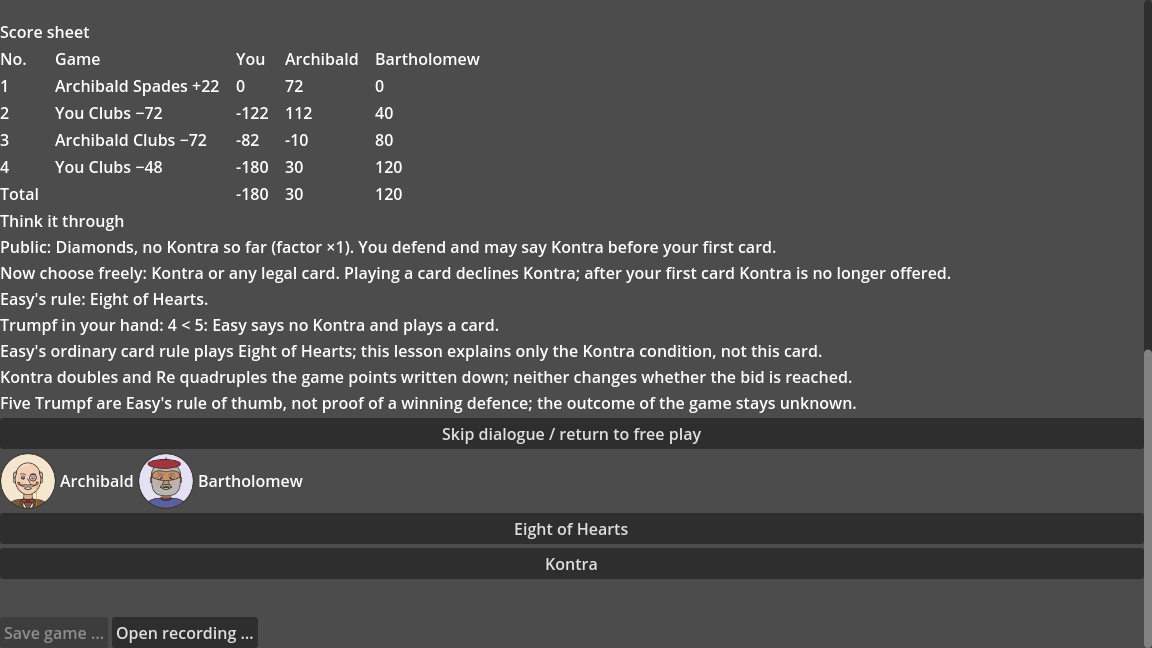 Score sheet
No. Game You Archibald Bartholomew
1 Archibald Spades +22 0 72 0
2 You Clubs −72 -122 112 40
3 Archibald Clubs −72 -82 -10 80
4 You Clubs −48 -180 30 120
Total -180 30 120
Think it through
Public: Diamonds, no Kontra so far (factor ×1). You defend and may say Kontra before your first card.
Now choose freely: Kontra or any legal card. Playing a card declines Kontra; after your first card Kontra is no longer offered.
Easy's rule: Eight of Hearts.
Trumpf in your hand: 4 < 5: Easy says no Kontra and plays a card.
Easy's ordinary card rule plays Eight of Hearts; this lesson explains only the Kontra condition, not this card.
Kontra doubles and Re quadruples the game points written down; neither changes whether the bid is reached.
Five Trumpf are Easy's rule of thumb, not proof of a winning defence; the outcome of the game stays unknown.
Skip dialogue / return to free play
Archibald Bartholomew
Eight of Hearts
Kontra
Save game ... Open recording ...